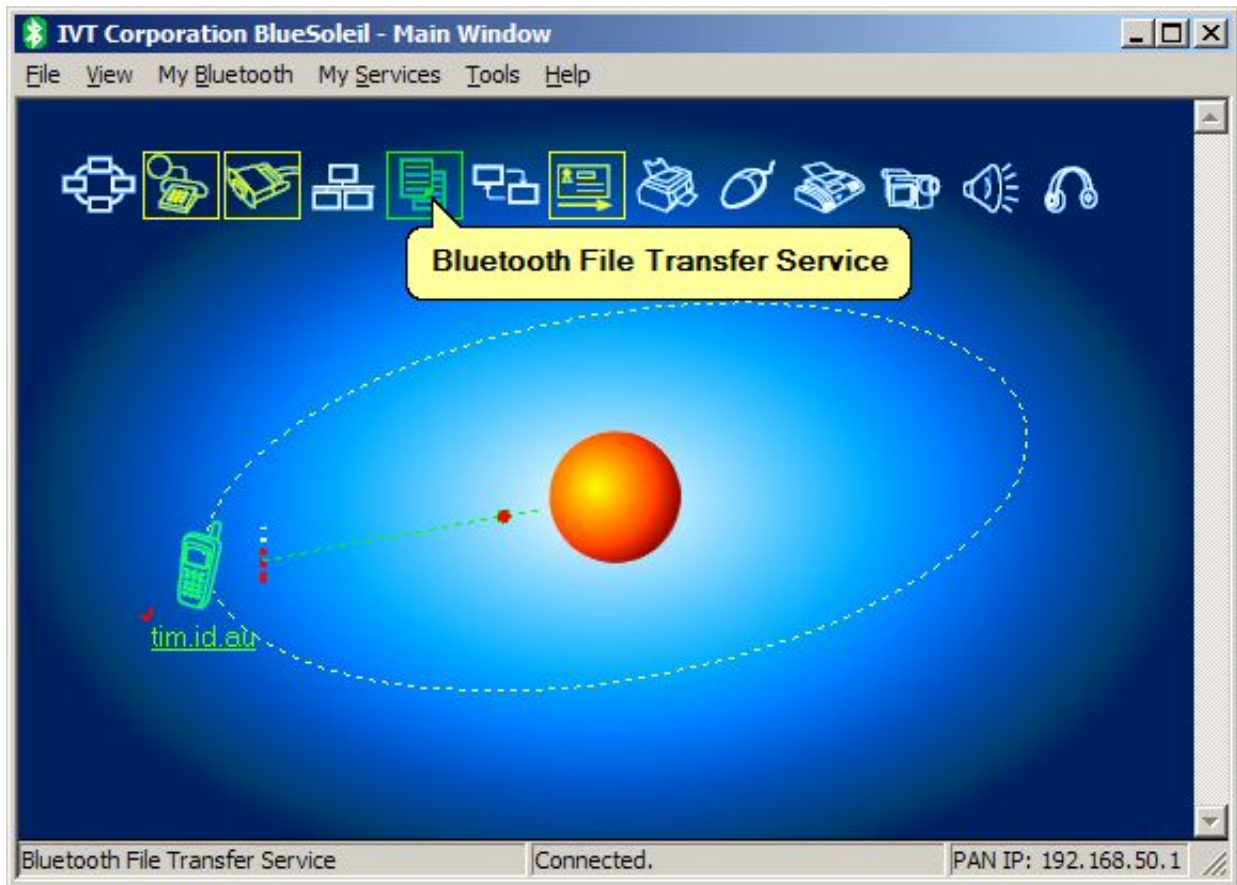 IVT Corporation BlueSoleil - Main Window
File View My Bluetooth My Services Tools Help
Bluetooth File Transfer Service
tim.id.au
Bluetooth File Transfer Service Connected. PAN IP: 192.168.50.1